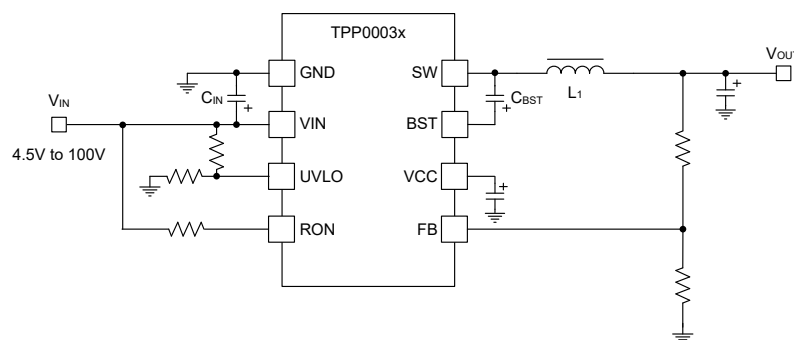 TPP0003x
GND
SW
VOUT
CIN
CBST
L1
VIN
VIN
BST
4.5V to 100V
UVLO
VCC
RON
FB